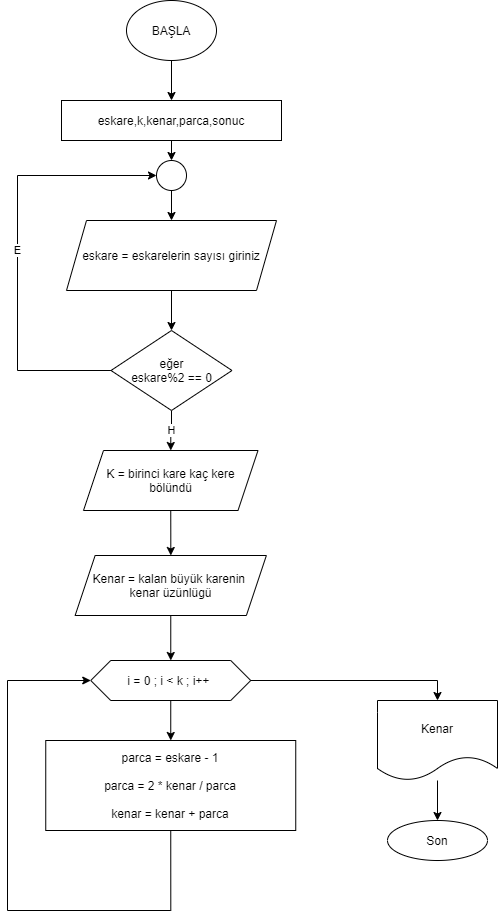 BAŞLA
eskare,k,kenar,parca,sonuc
E
eskare = eskarelerin sayısı giriniz
eğer
eskare%2 == 0
H
K = birinci kare kaç kere
bölündü
Kenar = kalan büyük karenin
kenar üzünlügü
i = 0 ; i < k ; i++
Kenar
parca = eskare - 1
parca = 2 * kenar / parca
kenar = kenar + parca
Son